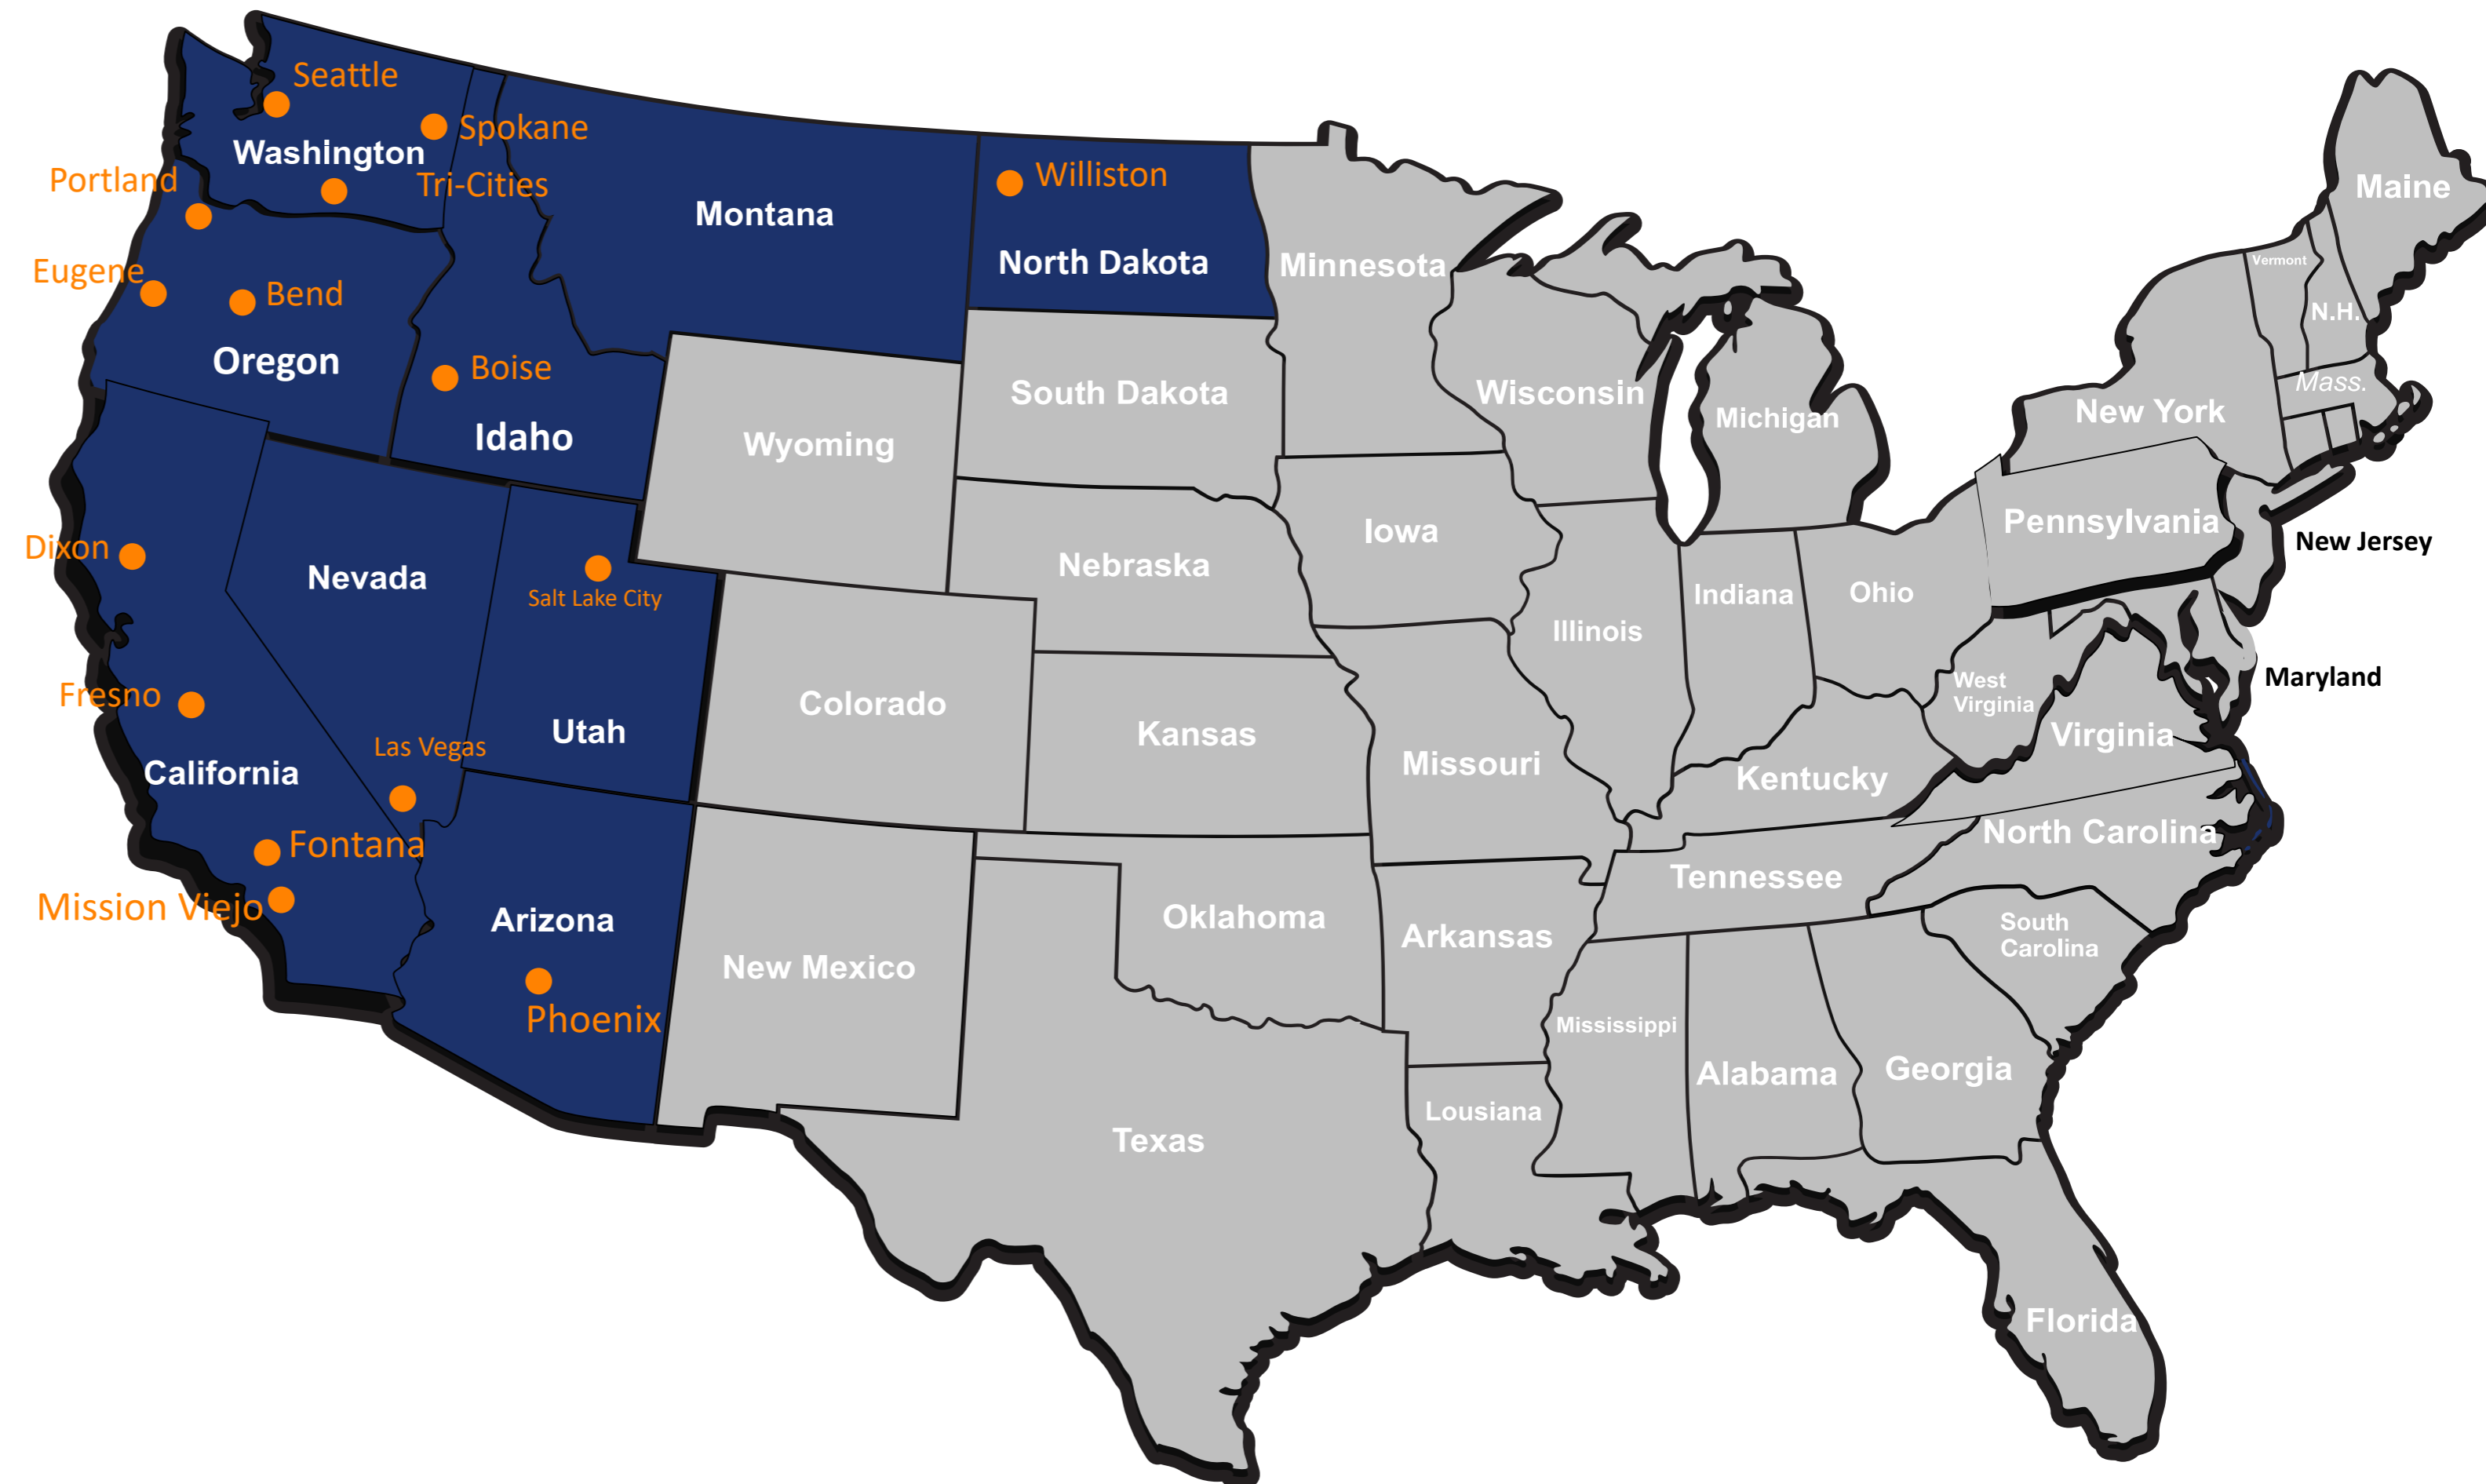 Seattle
Spokane
Washington
Portland
Tri-Cities
Williston
Montana
Maine
North Dakota
Minnesota
Vermont
Eugene
Bend
N.H.
Oregon
Boise
Mass.
South Dakota
Wisconsin
Michigan
New York
Idaho
Wyoming
Pennsylvania
Iowa
New Jersey
Dixon
Nebraska
Nevada
Salt Lake City
Indiana
Ohio
Illinois
Maryland
West
Virginia
Fresno
Colorado
Utah
Kansas
Virginia
Las Vegas
California
Missouri
Kentucky
North Carolina
Fontana
Tennessee
Mission Viejo
Arizona
Oklahoma
Arkansas
South
Carolina
New Mexico
Phoenix
Mississippi
Alabama
Georgia
Lousiana
Texas
Florida